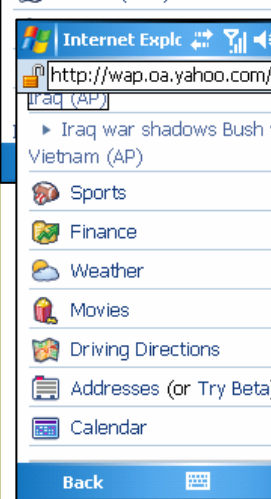 Internet Explc
http://wap.oa.yahoo.com/
Iraq (AP)
Iraq war shadows Bush
Vietnam (AP)
Sports
Finance
Weather
Movies
Driving Directions
Addresses (or Try Beta)
Calendar
Back